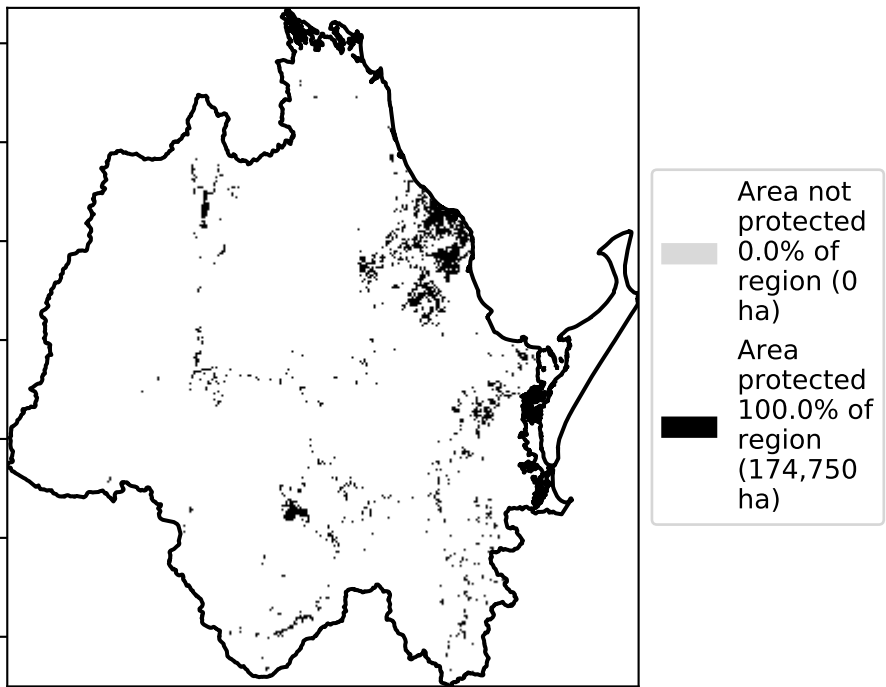 Area not
protected
0.0% of
region (0
ha)
Area
protected
100.0% of
region
(174,750
ha)